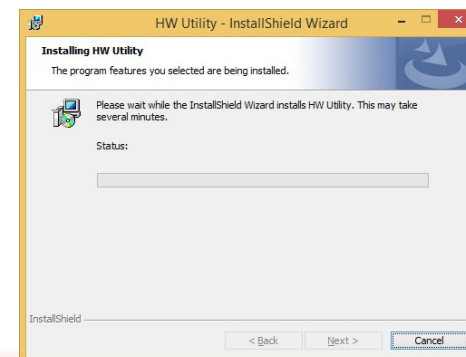 HW Utility - InstallShield Wizard
Installing HW Utility
The program features you selected are being installed.
Please wait while the InstallShield Wizard installs HW Utility. This may take
several minutes.
Status:
InstallShield
< Back
Next >
Cancel